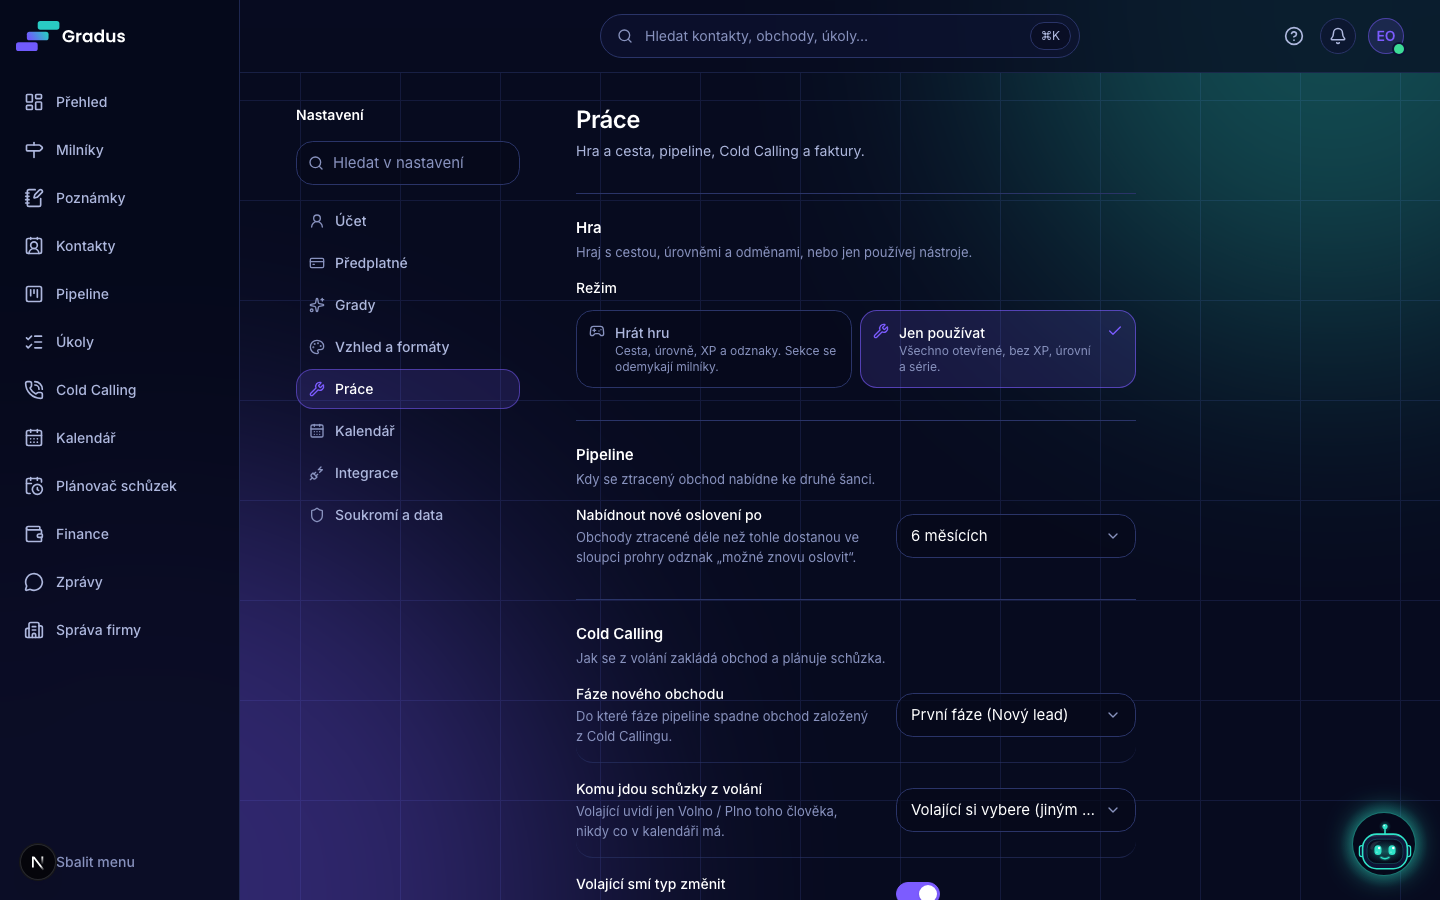 Gradus
Hledat kontakty, obchody, úkoly...
⌘K
EO
Přehled
Milníky
Poznámky
Kontakty
Pipeline
Úkoly
Cold Calling
Kalendář
Plánovač schůzek
Finance
Zprávy
Správa firmy
N
Sbalit menu
Nastavení
Hledat v nastavení
Účet
Předplatné
Grady
Vzhled a formáty
Práce
Kalendář
Integrace
Soukromí a data
Práce
Hra a cesta, pipeline, Cold Calling a faktury.
Hra
Hraj s cestou, úrovněmi a odměnami, nebo jen používej nástroje.
Režim
Hrát hru
Cesta, úrovně, XP a odznaky. Sekce se
odemykají milníky.
Jen používat
Všechno otevřené, bez XP, úrovní
a série.
Pipeline
Kdy se ztracený obchod nabídne ke druhé šanci.
Nabídnout nové oslovení po
Obchody ztracené déle než tohle dostanou ve
sloupci prohry odznak „možné znovu oslovit“.
6 měsících
Cold Calling
Jak se z volání zakládá obchod a plánuje schůzka.
Fáze nového obchodu
Do které fáze pipeline spadne obchod založený
z Cold Callingu.
První fáze (Nový lead)
Komu jdou schůzky z volání
Volající uvidí jen Volno / Plno toho člověka,
nikdy co v kalendáři má.
Volající si vybere (jiným ...
Volající smí typ změnit